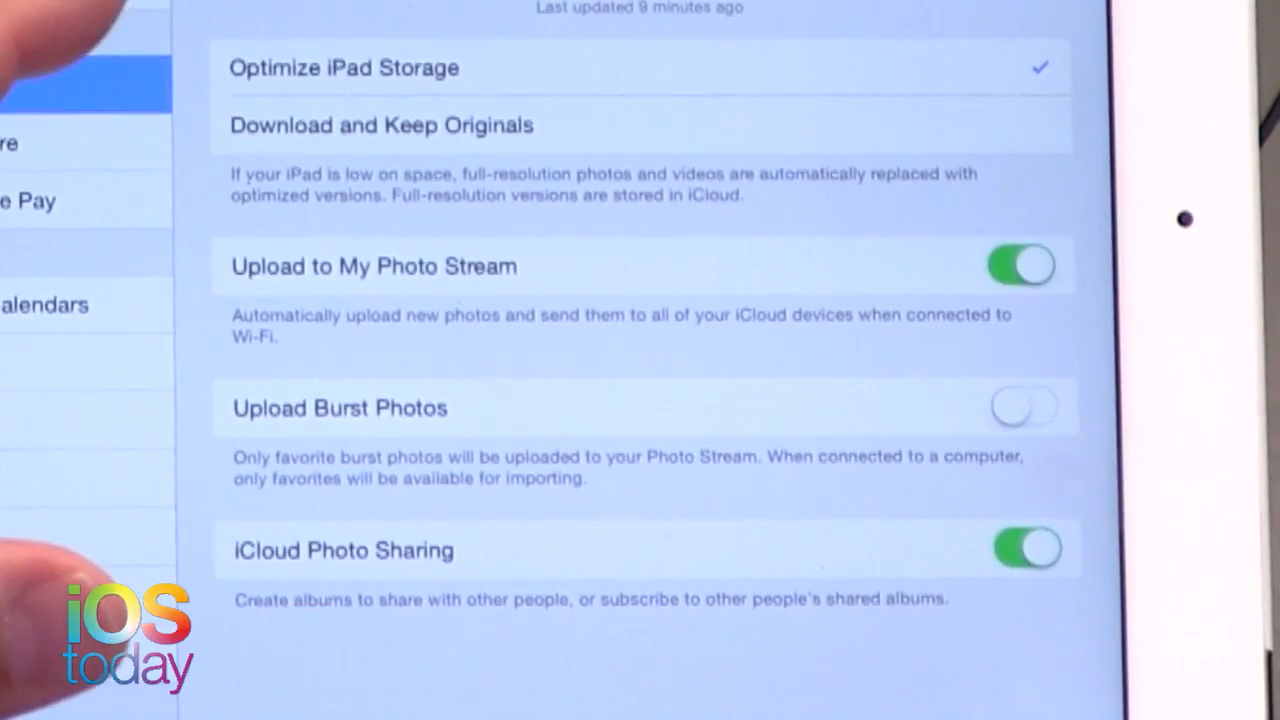 Last updated 9 minutes ago
Optimize iPad Storage
Download and Keep Originals
re
If your iPad is low on space, full-resolution photos and videos are automatically replaced with
optimized versions. Full-resolution versions are stored in iCloud.
e Pay
Upload to My Photo Stream
alendars
Automatically upload new photos and send them to all of your iCloud devices when connected to
Wi-Fi.
Upload Burst Photos
Only favorite burst photos will be uploaded to your Photo Stream. When connected to a computer,
only favorites will be available for importing.
iCloud Photo Sharing
Create albums to share with other people, or subscribe to other people's shared albums.
iOS
today